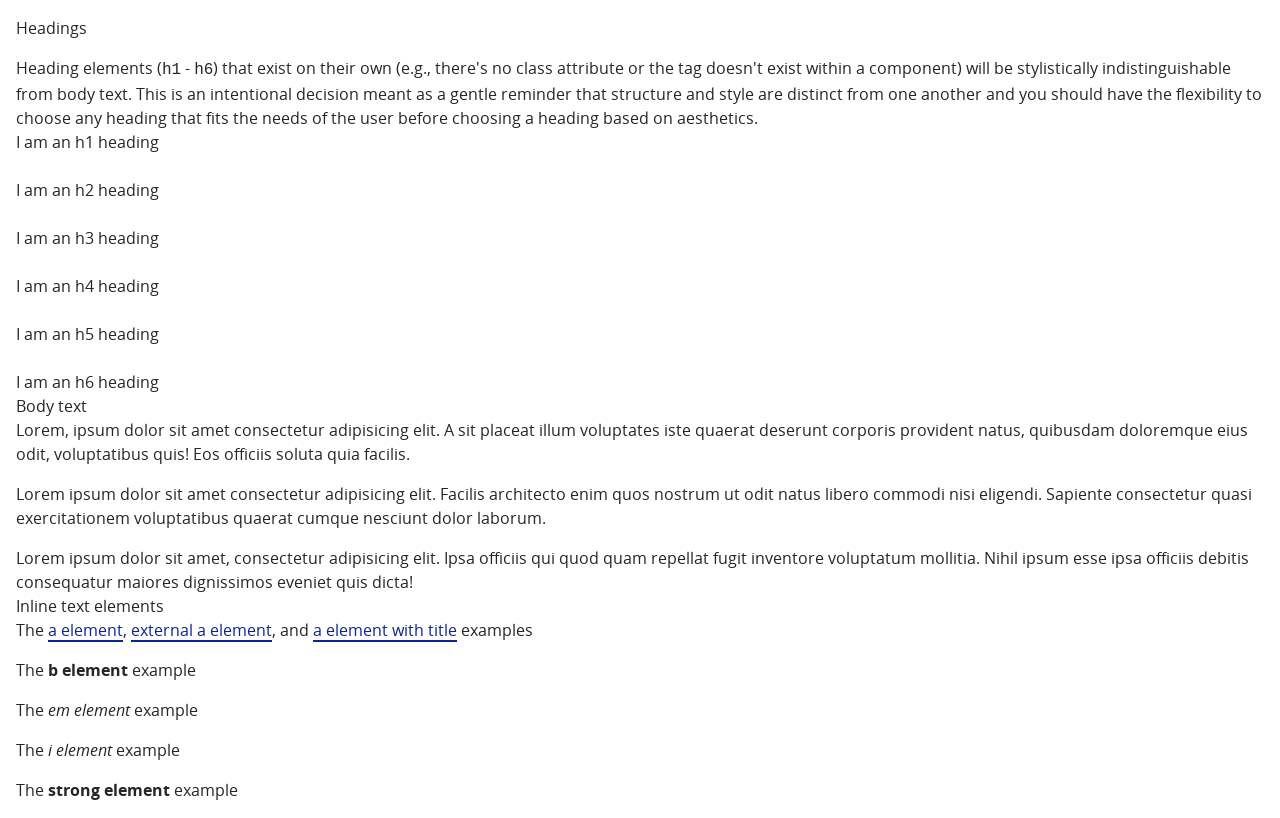 Headings
Heading elements (h1 - h6) that exist on their own (e.g., there's no class attribute or the tag doesn't exist within a component) will be stylistically indistinguishable
from body text. This is an intentional decision meant as a gentle reminder that structure and style are distinct from one another and you should have the flexibility to
choose any heading that fits the needs of the user before choosing a heading based on aesthetics.
I am an h1 heading
I am an h2 heading
I am an h3 heading
I am an h4 heading
I am an h5 heading
I am an h6 heading
Body text
Lorem, ipsum dolor sit amet consectetur adipisicing elit. A sit placeat illum voluptates iste quaerat deserunt corporis provident natus, quibusdam doloremque eius
odit, voluptatibus quis! Eos officiis soluta quia facilis.
Lorem ipsum dolor sit amet consectetur adipisicing elit. Facilis architecto enim quos nostrum ut odit natus libero commodi nisi eligendi. Sapiente consectetur quasi
exercitationem voluptatibus quaerat cumque nesciunt dolor laborum.
Lorem ipsum dolor sit amet, consectetur adipisicing elit. Ipsa officiis qui quod quam repellat fugit inventore voluptatum mollitia. Nihil ipsum esse ipsa officiis debitis
consequatur maiores dignissimos eveniet quis dicta!
Inline text elements
The a element, external a element, and a element with title examples
The b element example
The em element example
The i element example
The strong element example